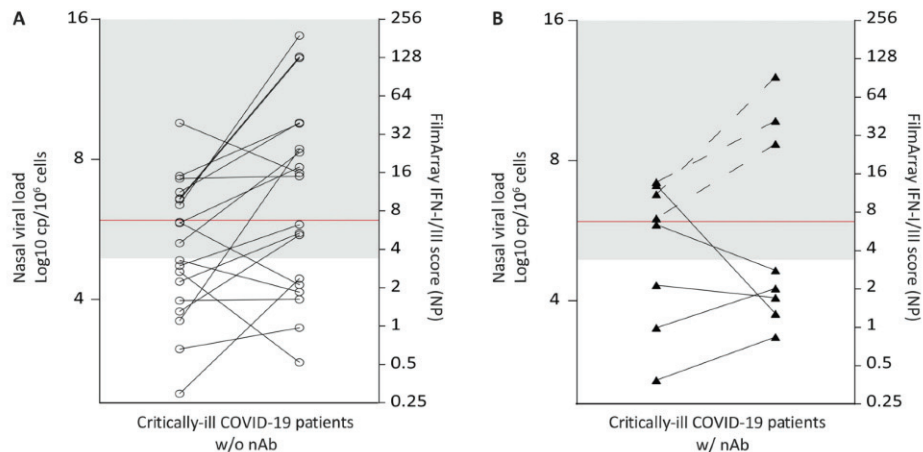 A
16
8
4
Nasal viral load
Log10 cp/10⁶ cells
256
128
64
32
16
8
4
2
1
0.5
0.25
FilmArray IFN-I/III score (NP)
Critically-ill COVID-19 patients
w/o nAb
B
16
8
4
Nasal viral load
Log10 cp/10⁶ cells
256
128
64
32
16
8
4
2
1
0.5
0.25
FilmArray IFN-I/III score (NP)
Critically-ill COVID-19 patients
w/ nAb